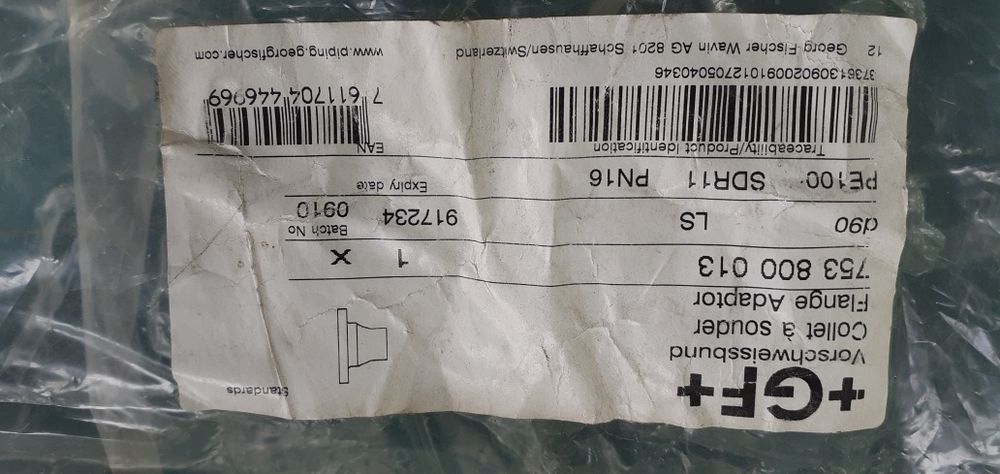 +GF+
Standards
Vorschweissbund
Collet à souder
Flange Adaptor
753 800 013 1 X
d90 LS 917234 Batch No 0910
PE100 SDR11 PN16 Expiry date
Traceability/Product Identification EAN
37361309020091012705040346 7 611704 446969
12 Georg Fischer Wavin AG 8201 Schaffhausen/Switzerland www.piping.georgfischer.com